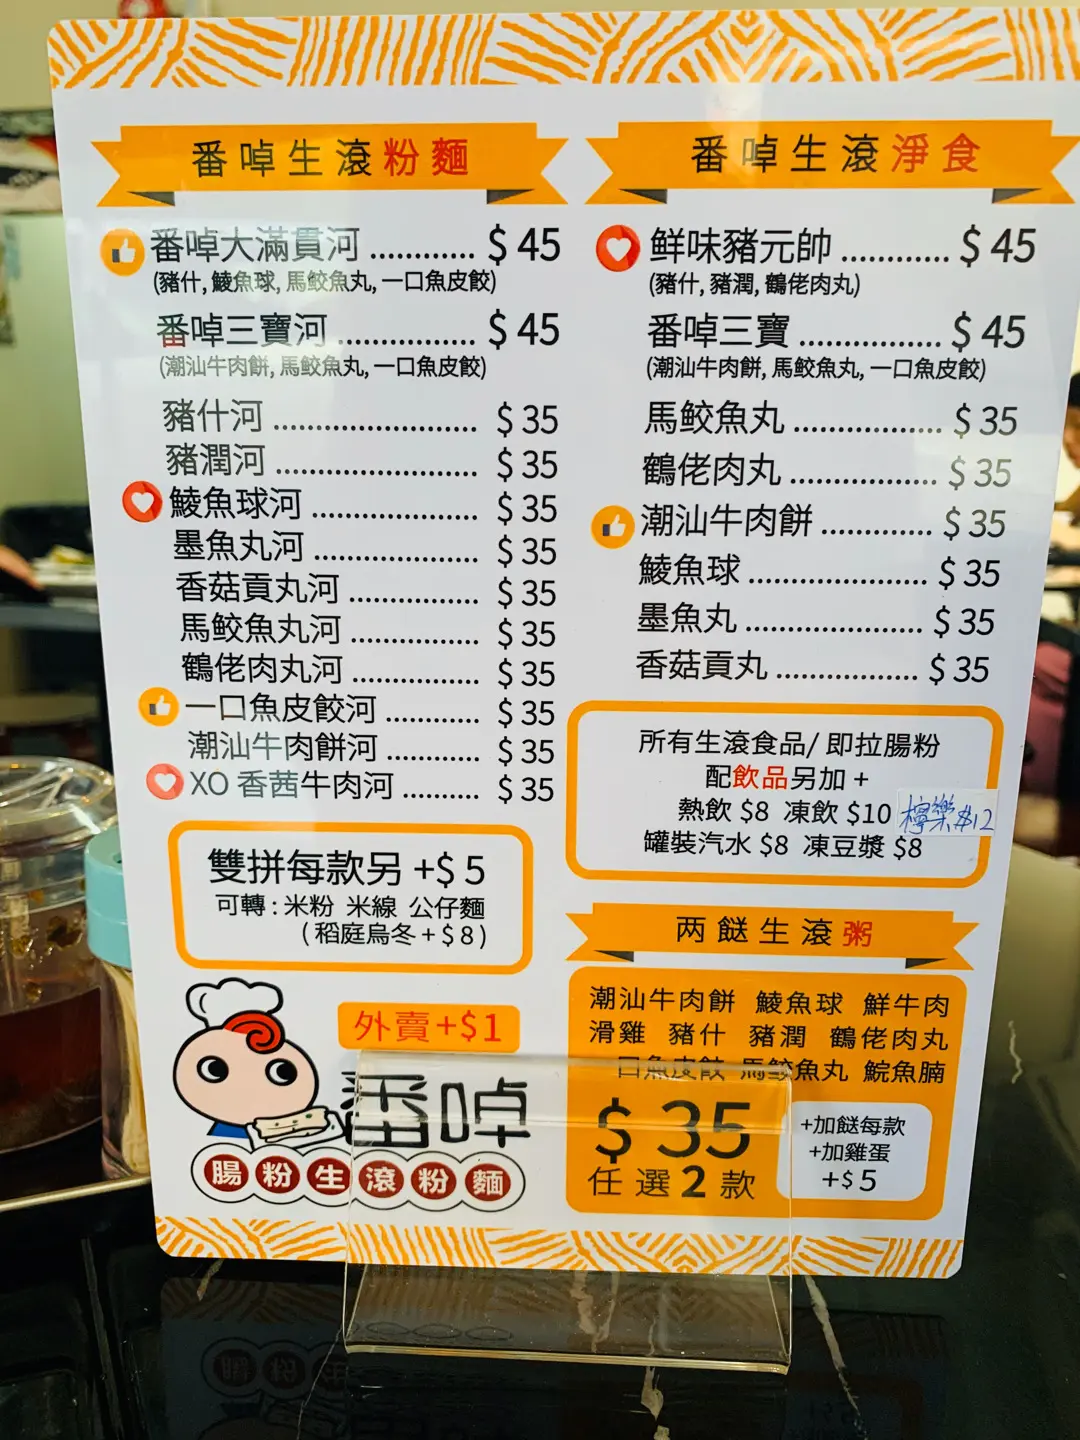 番啅生滾粉麵
番啅大滿貫河 ............ $ 45
(豬什, 鯪魚球, 馬鮫魚丸, 一口魚皮餃)
番啅三寶河 ................ $ 45
(潮汕牛肉餅, 馬鮫魚丸, 一口魚皮餃)
豬什河 ........................ $ 35
豬潤河 ........................ $ 35
鯪魚球河 ................... $ 35
墨魚丸河 ................... $ 35
香菇貢丸河 ............... $ 35
馬鮫魚丸河 ............... $ 35
鶴佬肉丸河 ............... $ 35
一口魚皮餃河 ........... $ 35
潮汕牛肉餅河 ........... $ 35
XO 香茜牛肉河 .......... $ 35
雙拼每款另 +$ 5
可轉 : 米粉 米線 公仔麵
( 稻庭烏冬 + $ 8 )
外賣+$1
番啅
腸粉生滾粉麵
番啅生滾淨食
鲜味豬元帥 ............ $ 45
(豬什, 豬潤, 鶴佬肉丸)
番啅三寶 ................. $ 45
(潮汕牛肉餅, 馬鮫魚丸, 一口魚皮餃)
馬鮫魚丸 ................. $ 35
鶴佬肉丸 ................. $ 35
潮汕牛肉餅 .............. $ 35
鯪魚球 ..................... $ 35
墨魚丸 ..................... $ 35
香菇貢丸 ................. $ 35
所有生滾食品/ 即拉腸粉
配飲品另加 +
熱飲 $8 凍飲 $10 檸樂 $12
罐裝汽水 $8 凍豆漿 $8
两餸生滾粥
潮汕牛肉餅 鯪魚球 鮮牛肉
滑雞 豬什 豬潤 鶴佬肉丸
口魚皮餃 馬鮫魚丸 鯇魚腩
$ 35
任選2款
+加餸每款
+加雞蛋
+$ 5